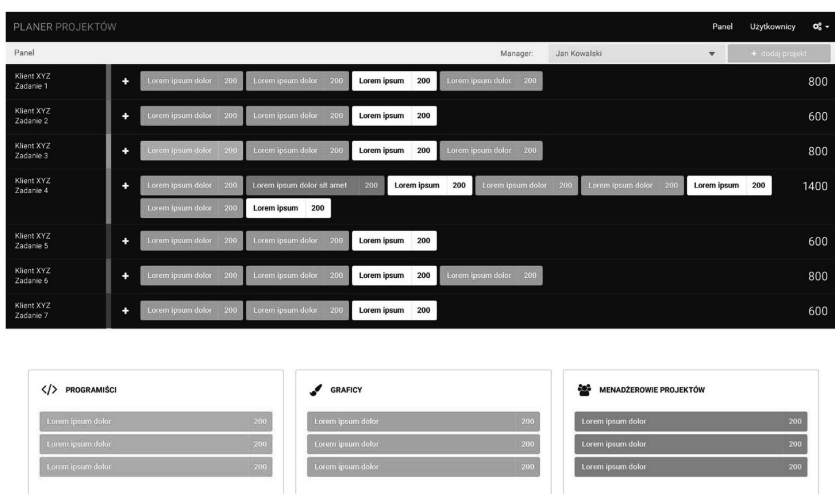 PLANER PROJEKTÓW Panel Użytkownicy
Panel Manager: Jan Kowalski + dodaj projekt
Klient XYZ
Zadanie 1
+ Lorem ipsum dolor 200 Lorem ipsum dolor 200 Lorem ipsum 200 Lorem ipsum dolor 200 800
Klient XYZ
Zadanie 2
+ Lorem ipsum dolor 200 Lorem ipsum dolor 200 Lorem ipsum 200 600
Klient XYZ
Zadanie 3
+ Lorem ipsum dolor 200 Lorem ipsum dolor 200 Lorem ipsum 200 Lorem ipsum dolor 200 800
Klient XYZ
Zadanie 4
+ Lorem ipsum dolor 200 Lorem ipsum dolor sit amet 200 Lorem ipsum 200 Lorem ipsum dolor 200 Lorem ipsum dolor 200 Lorem ipsum 200 1400
Lorem ipsum dolor 200 Lorem ipsum 200
Klient XYZ
Zadanie 5
+ Lorem ipsum dolor 200 Lorem ipsum dolor 200 Lorem ipsum 200 600
Klient XYZ
Zadanie 6
+ Lorem ipsum dolor 200 Lorem ipsum dolor 200 Lorem ipsum 200 Lorem ipsum dolor 200 800
Klient XYZ
Zadanie 7
+ Lorem ipsum dolor 200 Lorem ipsum dolor 200 Lorem ipsum 200 600
</> PROGRAMIŚCI
Lorem ipsum dolor 200
Lorem ipsum dolor 200
Lorem ipsum dolor 200
GRAFICY
Lorem ipsum dolor 200
Lorem ipsum dolor 200
Lorem ipsum dolor 200
MENADŻEROWIE PROJEKTÓW
Lorem ipsum dolor 200
Lorem ipsum dolor 200
Lorem ipsum dolor 200